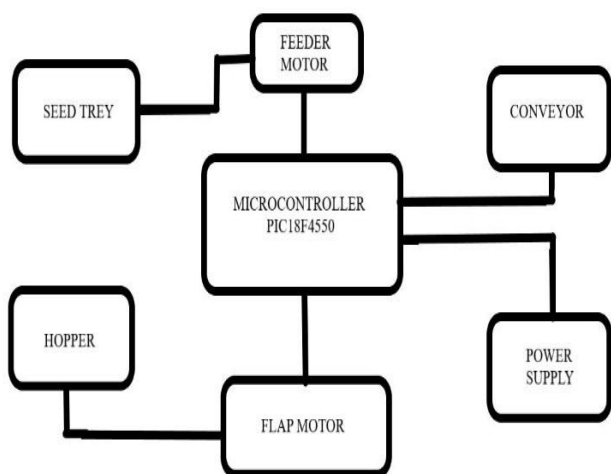 FEEDER
MOTOR
SEED TREY
CONVEYOR
MICROCONTROLLER
PIC18F4550
HOPPER
POWER
SUPPLY
FLAP MOTOR